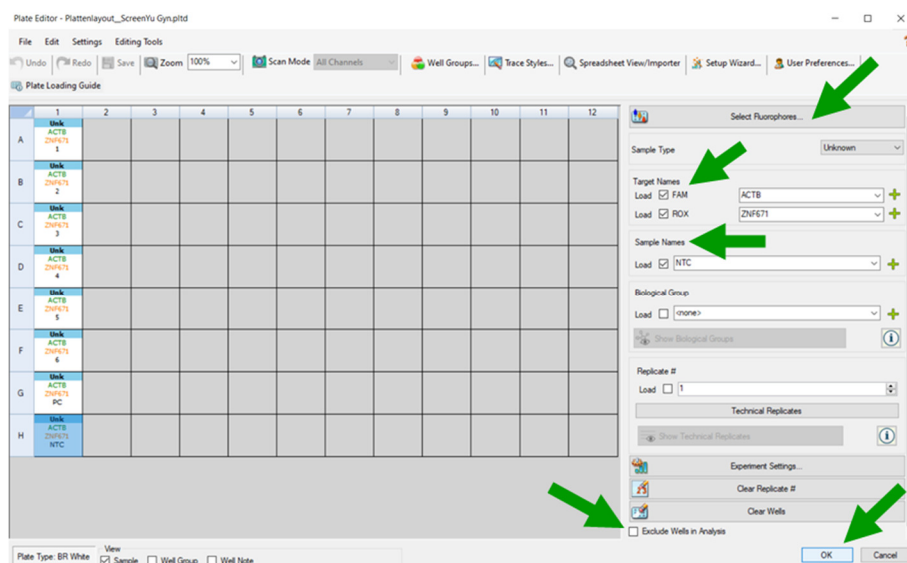 Plate Editor - Plattenlayout__ScreenYu Gyn.pltd
File Edit Settings Editing Tools
Undo Redo Save Zoom 100% Scan Mode All Channels Well Groups... Trace Styles... Spreadsheet View/Importer Setup Wizard... User Preferences...
Plate Loading Guide
1 2 3 4 5 6 7 8 9 10 11 12
A
Unk
ACTB
ZNF671
1
B
Unk
ACTB
ZNF671
2
C
Unk
ACTB
ZNF671
3
D
Unk
ACTB
ZNF671
4
E
Unk
ACTB
ZNF671
5
F
Unk
ACTB
ZNF671
6
G
Unk
ACTB
ZNF671
PC
H
Unk
ACTB
ZNF671
NTC
Select Fluorophores...
Sample Type Unknown
Target Names
Load FAM ACTB
Load ROX ZNF671
Sample Names
Load NTC
Biological Group
Load <none>
Show Biological Groups
Replicate #
Load 1
Technical Replicates
Show Technical Replicates
Experiment Settings...
Clear Replicate #
Clear Wells
Exclude Wells in Analysis
OK Cancel
Plate Type: BR White
View
Sample Well Group Well Note